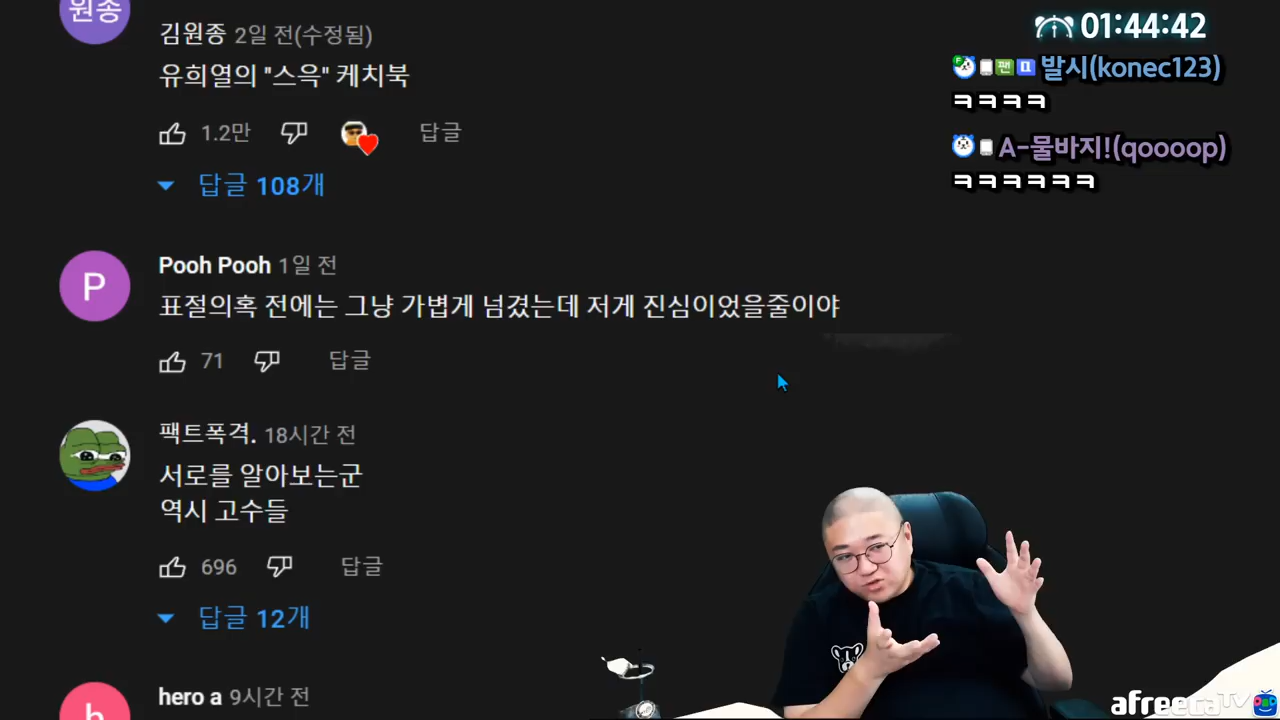 원종
김원종 2일 전(수정됨)
유희열의 "스윽" 케치북
1.2만 답글
답글 108개
Pooh Pooh 1일 전
표절의혹 전에는 그냥 가볍게 넘겼는데 저게 진심이었을줄이야
71 답글
P
팩트폭격. 18시간 전
서로를 알아보는군
역시 고수들
696 답글
답글 12개
h
hero a 9시간 전
01:44:42
F 팬 발시(konec123)
ㅋㅋㅋㅋ
A-물바지!(qoooop)
ㅋㅋㅋㅋㅋㅋ
afreecaTV